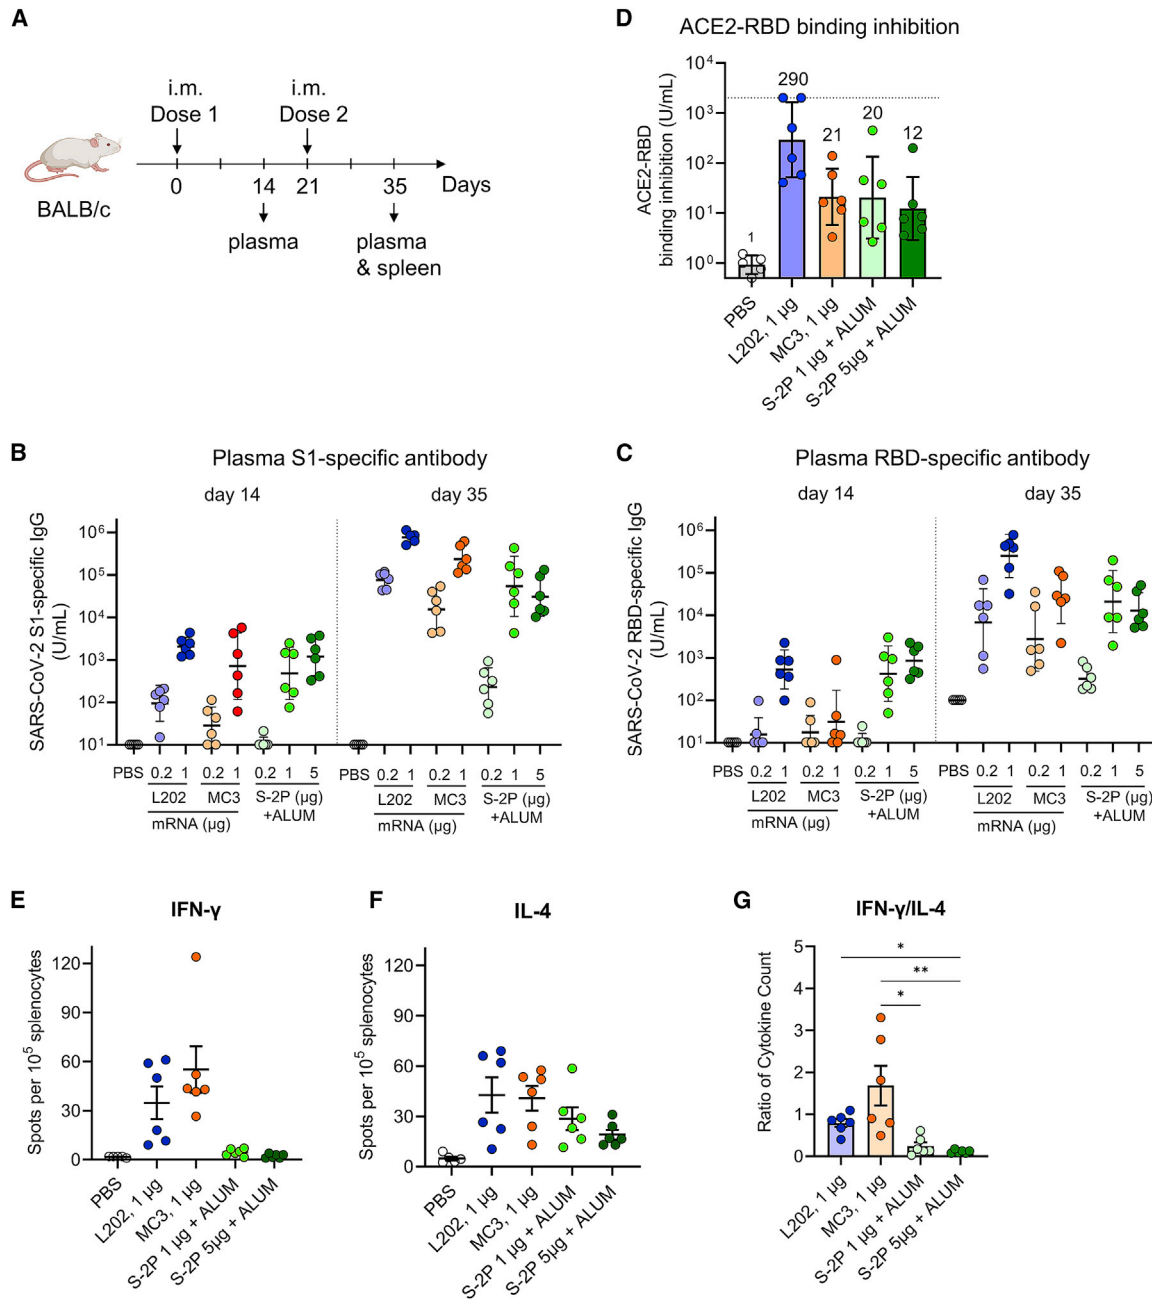 A
i.m.
Dose 1
i.m.
Dose 2
BALB/c
0
14
21
35
Days
plasma
plasma
& spleen
D
ACE2-RBD binding inhibition
ACE2-RBD
binding inhibition (U/mL)
10⁴
10³
10²
10¹
10⁰
1
290
21
20
12
PBS
L202, 1 µg
MC3, 1 µg
S-2P 1 µg + ALUM
S-2P 5µg + ALUM
B
Plasma S1-specific antibody
day 14
day 35
SARS-CoV-2 S1-specific IgG
(U/mL)
10⁶
10⁵
10⁴
10³
10²
10¹
PBS 0.2 1 0.2 1 0.2 1 5
L202 MC3 S-2P (µg)
+ALUM
mRNA (µg)
PBS 0.2 1 0.2 1 0.2 1 5
L202 MC3 S-2P (µg)
+ALUM
mRNA (µg)
C
Plasma RBD-specific antibody
day 14
day 35
SARS-CoV-2 RBD-specific IgG
(U/mL)
10⁶
10⁵
10⁴
10³
10²
10¹
PBS 0.2 1 0.2 1 0.2 1 5
L202 MC3 S-2P (µg)
+ALUM
mRNA (µg)
PBS 0.2 1 0.2 1 0.2 1 5
L202 MC3 S-2P (µg)
+ALUM
mRNA (µg)
E
IFN-γ
Spots per 10⁵ splenocytes
120
90
60
30
0
PBS
L202, 1 µg
MC3, 1 µg
S-2P 1 µg + ALUM
S-2P 5µg + ALUM
F
IL-4
Spots per 10⁵ splenocytes
120
90
60
30
0
PBS
L202, 1 µg
MC3, 1 µg
S-2P 1 µg + ALUM
S-2P 5µg + ALUM
G
IFN-γ/IL-4
Ratio of Cytokine Count
5
4
3
2
1
0
*
**
*
L202, 1 µg
MC3, 1 µg
S-2P 1 µg + ALUM
S-2P 5µg + ALUM